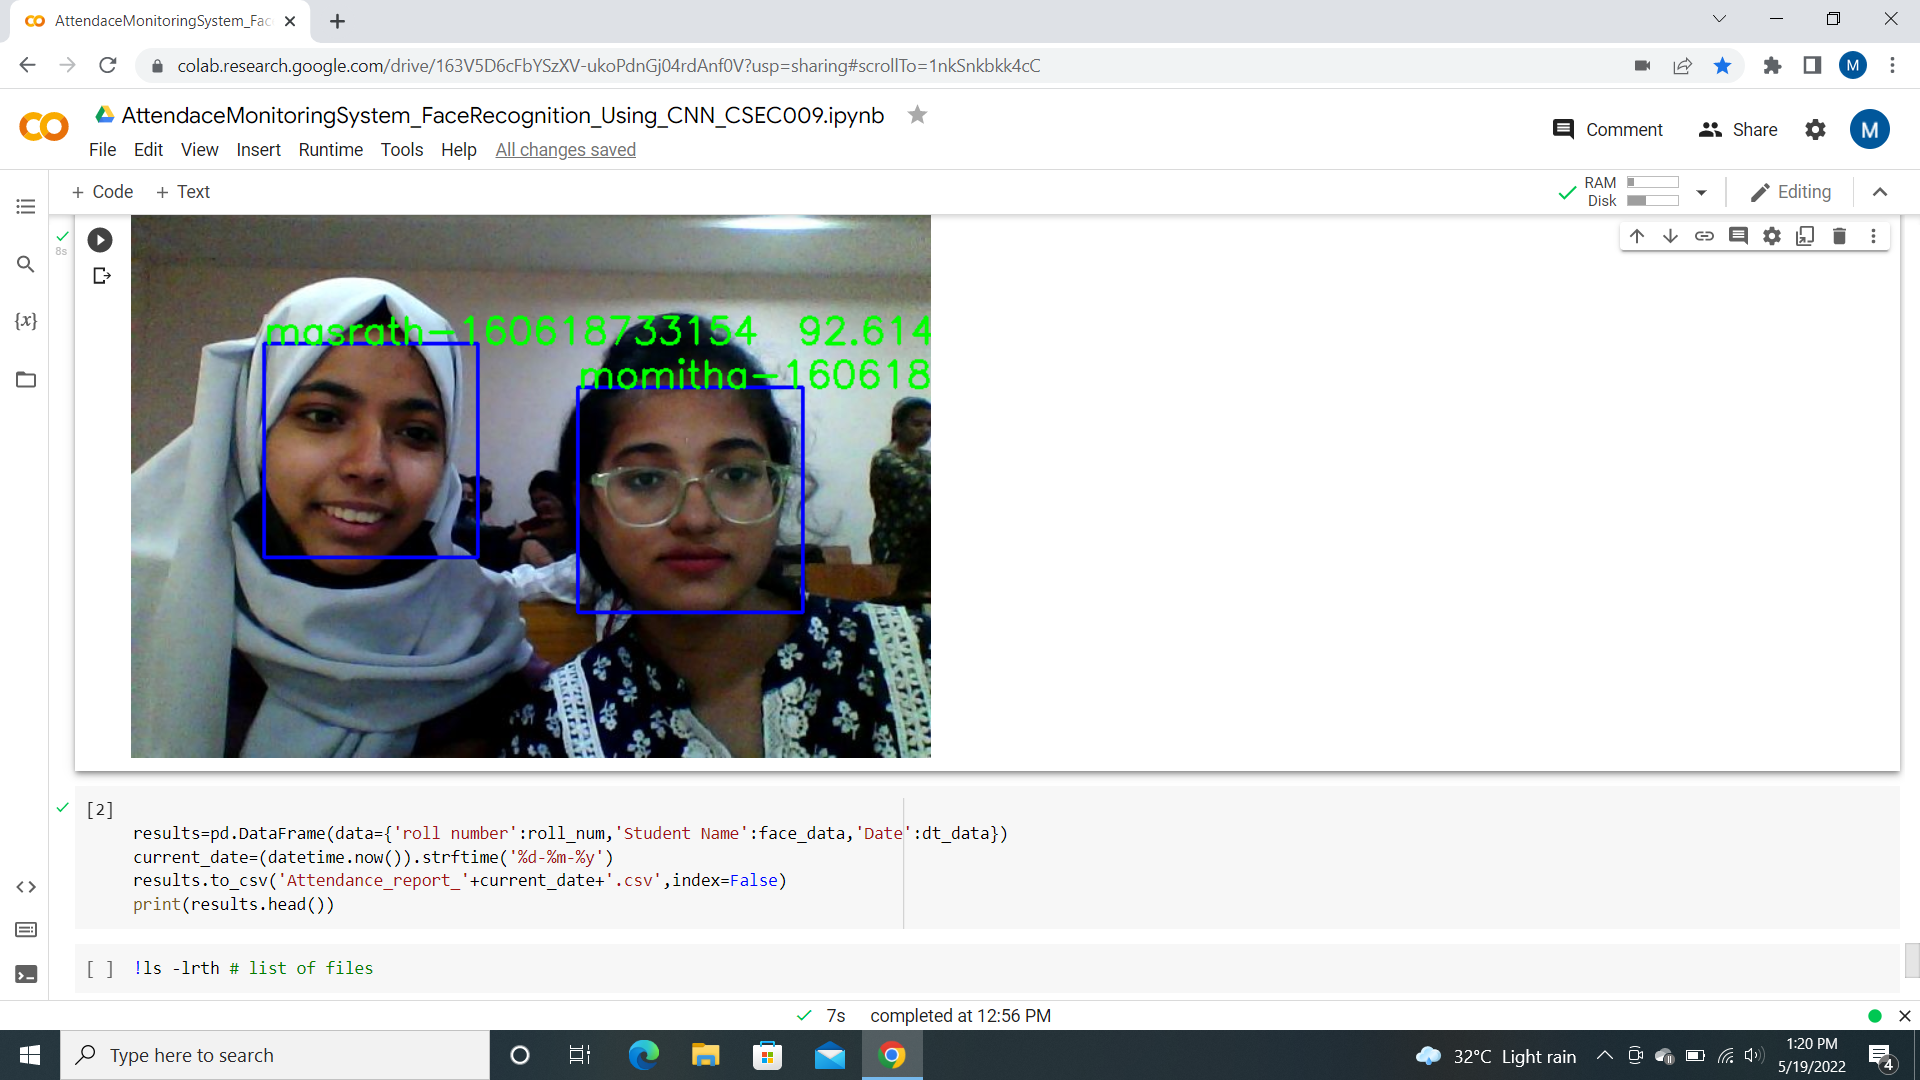 AttendaceMonitoringSystem_Fac
colab.research.google.com/drive/163V5D6cFbYSzXV-ukoPdnGj04rdAnf0V?usp=sharing#scrollTo=1nkSnkbkk4cC
M
AttendaceMonitoringSystem_FaceRecognition_Using_CNN_CSEC009.ipynb
Comment
Share
M
File Edit View Insert Runtime Tools Help All changes saved
+ Code + Text
RAM
Disk
Editing
8s
{x}
masrath-160618733154 92.614
momitha-160618
[2]
results=pd.DataFrame(data={'roll number':roll_num,'Student Name':face_data,'Date':dt_data})
current_date=(datetime.now()).strftime('%d-%m-%y')
results.to_csv('Attendance_report_'+current_date+'.csv',index=False)
print(results.head())
[ ] !ls -lrth # list of files
7s completed at 12:56 PM
Type here to search
32°C Light rain
1:20 PM
5/19/2022
4